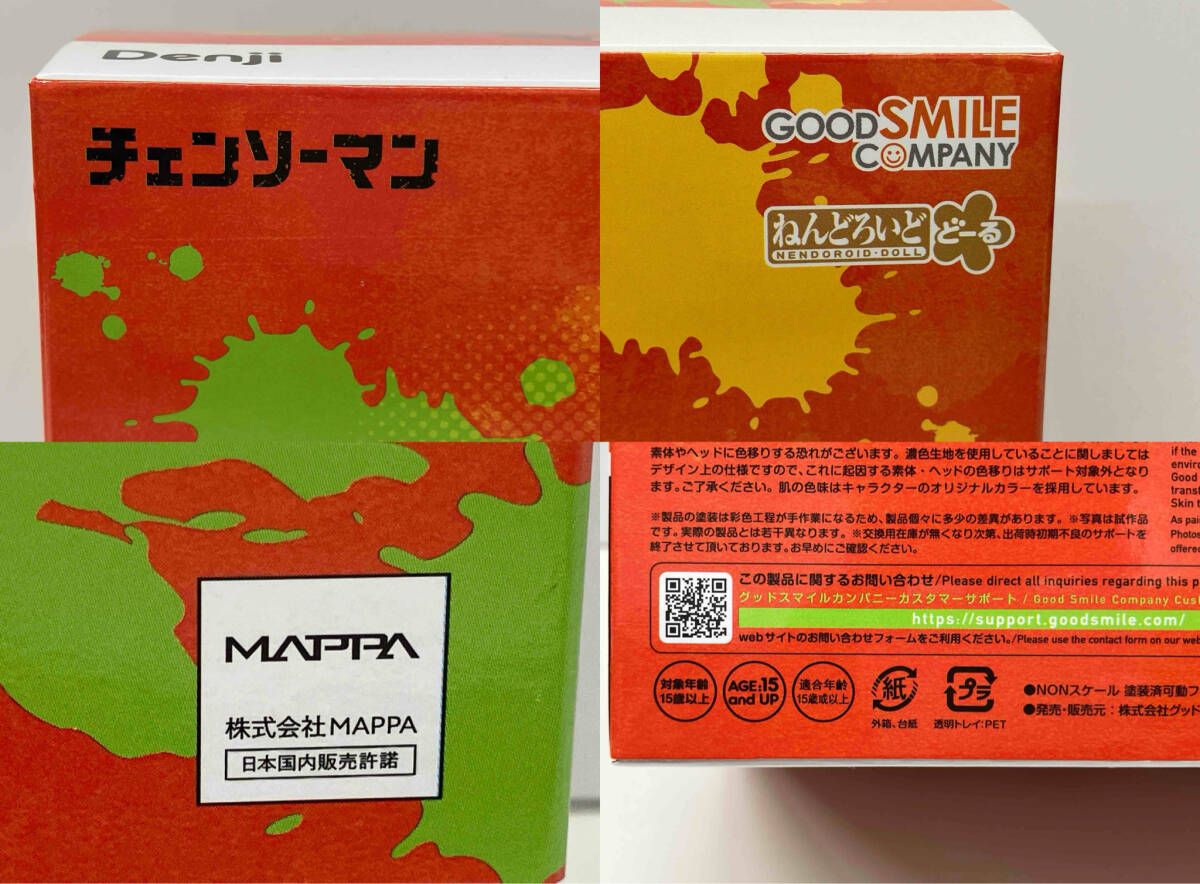 Denji
チェンソーマン
GOOD SMILE
COMPANY
ねんどろいど どーる
NENDOROID・DOLL
MAPPA
株式会社MAPPA
日本国内販売許諾
素体やヘッドに色移りする恐れがございます。濃色生地を使用していることに関しましては
デザイン上の仕様ですので、これに起因する素体・ヘッドの色移りはサポート対象外となり
ます。ご了承ください。肌の色味はキャラクターのオリジナルカラーを採用しています。
※製品の塗装は彩色工程が手作業になるため、製品個々に多少の差異があります。 ※写真は試作品
です。実際の製品とは若干異なります。 ※交換用在庫が無くなり次第、出荷時初期不良のサポートを
終了させて頂いております。お早めにご確認ください。
if the
envir
Good
trans
Skin t
As pai
Photos
offered
この製品に関するお問い合わせ/Please direct all inquiries regarding this p
グッドスマイルカンパニーカスタマーサポート / Good Smile Company Cus
https://support.goodsmile.com/
webサイトのお問い合わせフォームをご利用ください。/Please use the contact form on our web
対象年齢
15歳以上
AGE:15
and UP
適合年齢
15歳或以上
紙
外箱、台紙
プラ
透明トレイ:PET
●NONスケール 塗装済可動フ
●発売・販売元：株式会社グッド